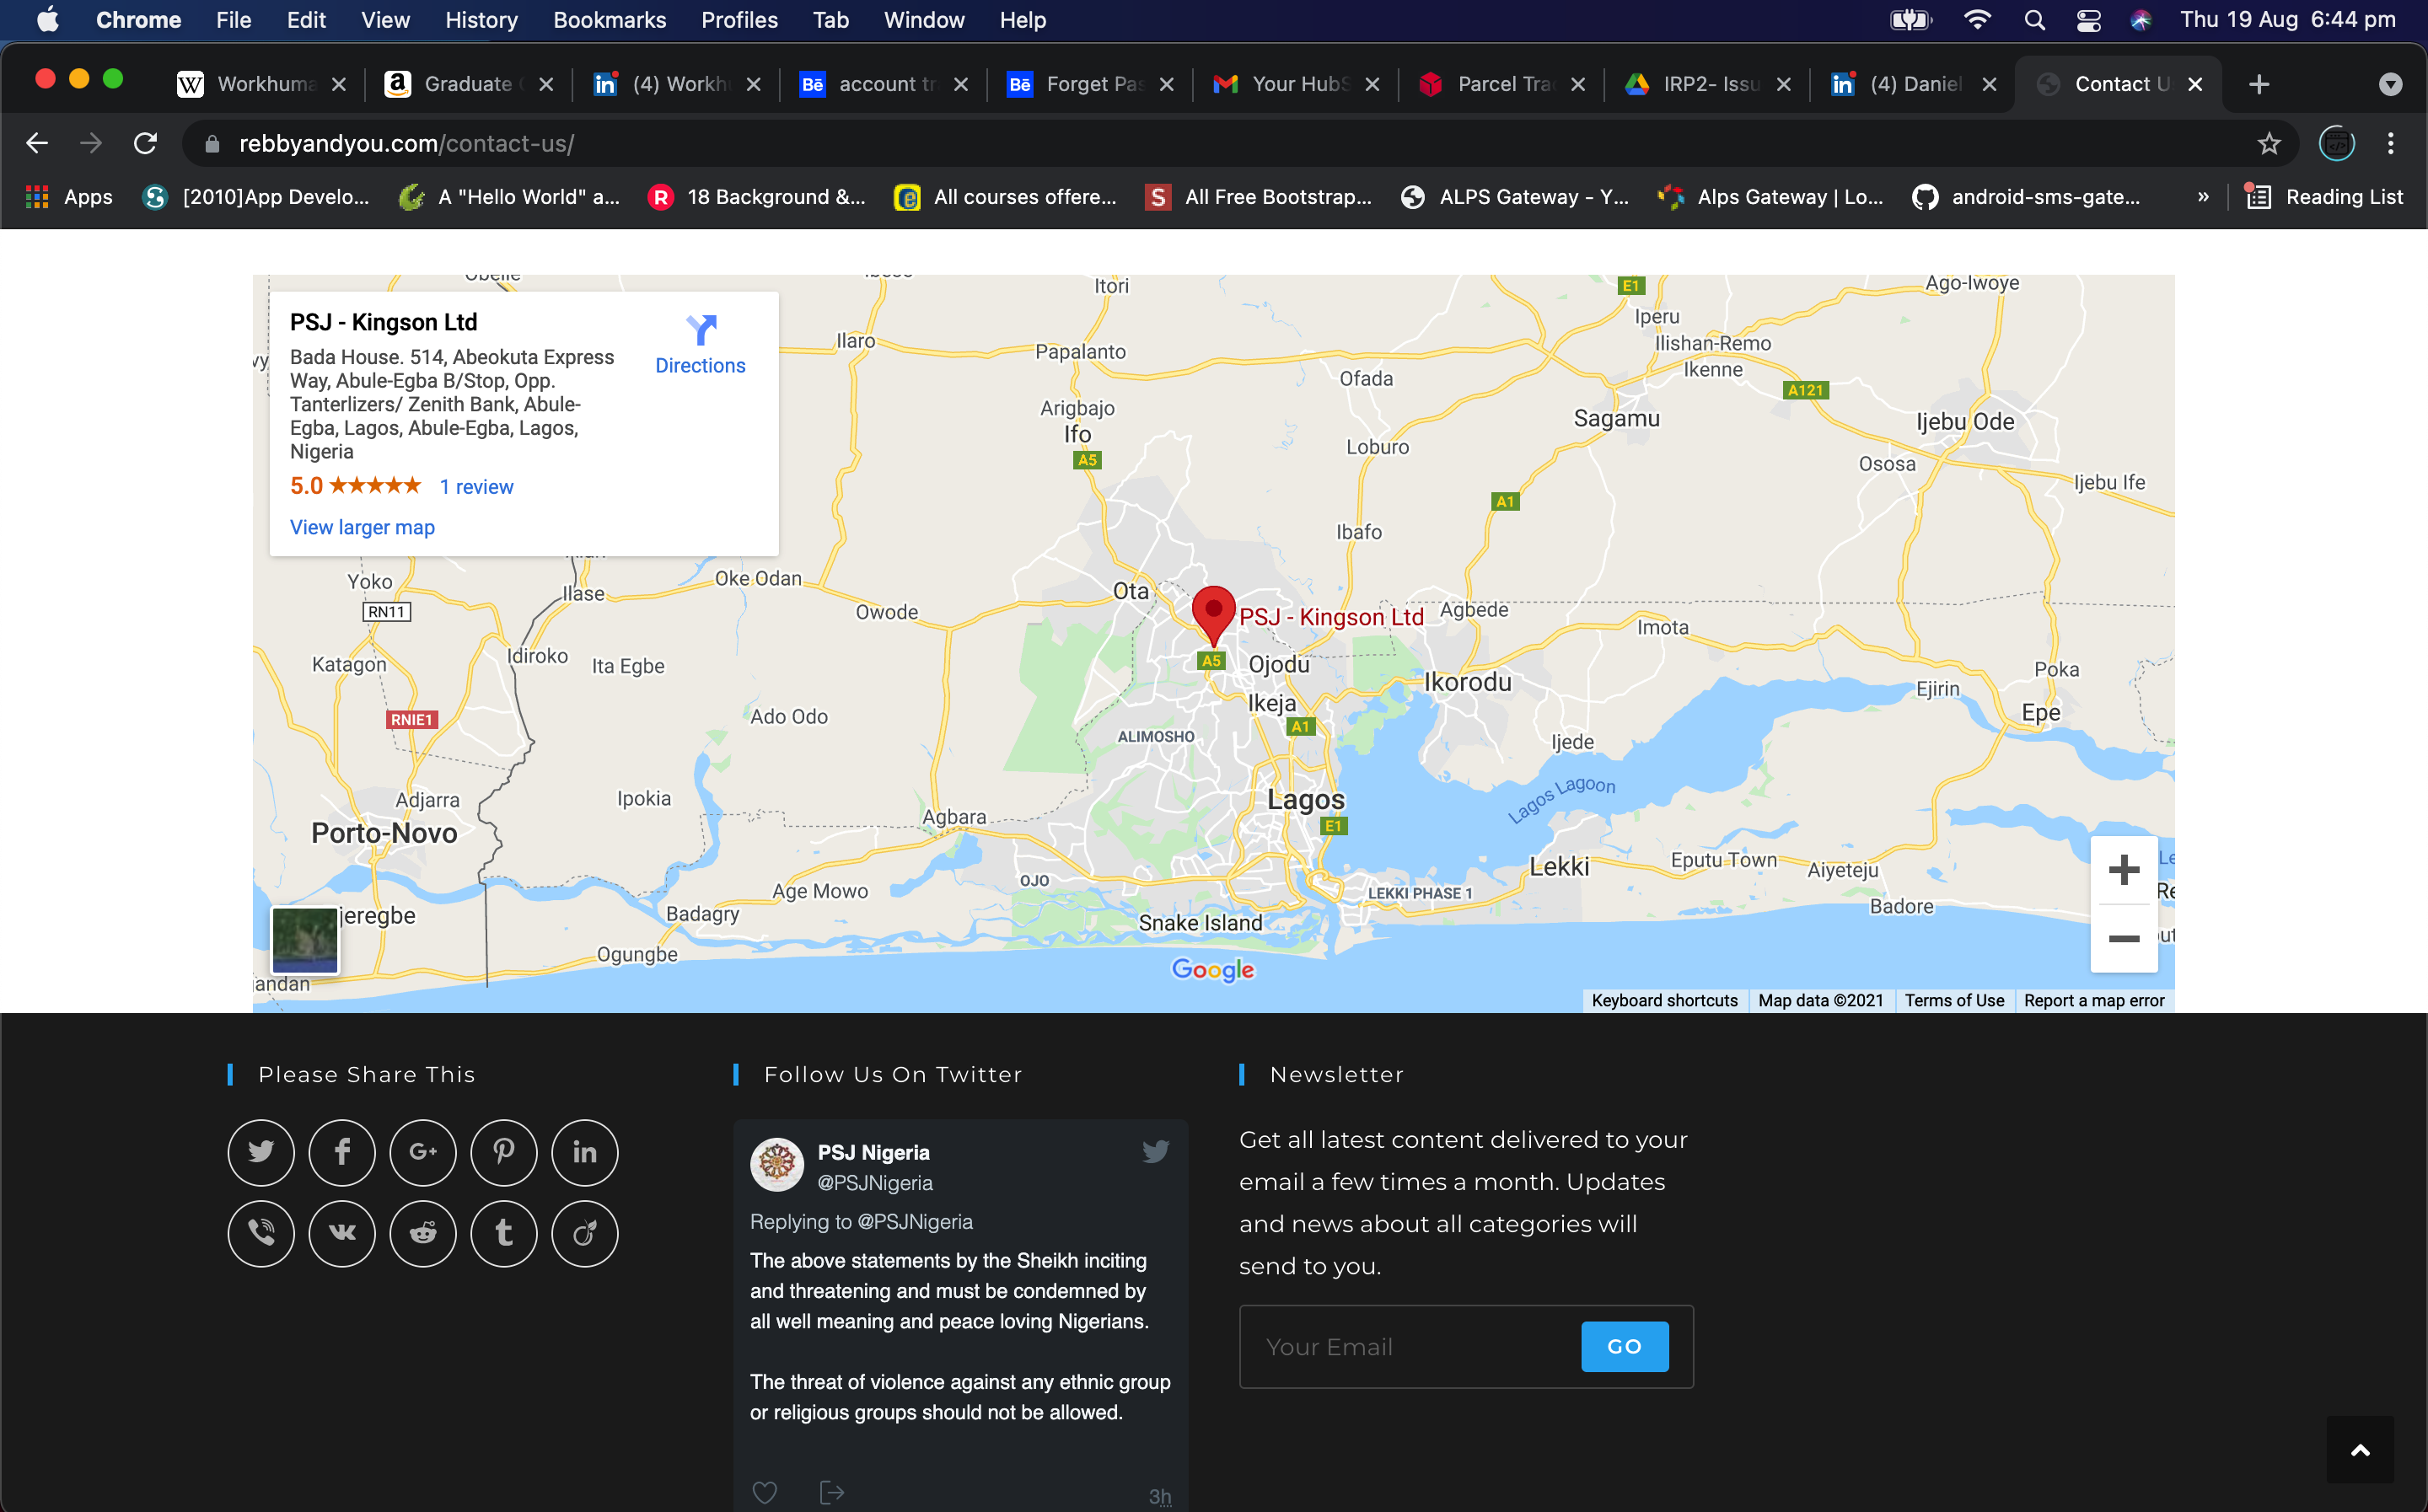 Chrome File Edit View History Bookmarks Profiles Tab Window Help Thu 19 Aug 6:44 pm
Workhuma Graduate (4) Workh account tr Forget Pas Your HubS Parcel Tra IRP2- Issu (4) Daniel Contact U
rebbyandyou.com/contact-us/
Apps [2010]App Develo... A "Hello World" a... 18 Background &... All courses offere... All Free Bootstrap... ALPS Gateway - Y... Alps Gateway | Lo... android-sms-gate... » Reading List
PSJ - Kingson Ltd
Directions
Bada House. 514, Abeokuta Express
Way, Abule-Egba B/Stop, Opp.
Tanterlizers/ Zenith Bank, Abule-
Egba, Lagos, Abule-Egba, Lagos,
Nigeria
5.0 ★★★★★ 1 review
View larger map
Itori
E1
Ago-Iwoye
Iperu
Ilaro
Papalanto
Ilishan-Remo
Ikenne
Ofada
A121
Arigbajo
Sagamu
Ijebu Ode
Ifo
Loburo
A5
Ososa
Ijebu Ife
A1
Ibafo
Yoko
Oke Odan
Ilase
Ota
RN11
Owode
PSJ - Kingson Ltd
Agbede
Imota
Idiroko
Katagon
Ita Egbe
A5
Ojodu
Poka
Ikorodu
Ejirin
Ikeja
RNIE1
Ado Odo
A1
Epe
ALIMOSHO
Ijede
Adjarra
Ipokia
Lagos
Lagos Lagoon
Porto-Novo
Agbara
E1
Lekki
Eputu Town
Aiyeteju
OJO
Age Mowo
LEKKI PHASE 1
jeregbe
Badagry
Snake Island
Badore
Ogungbe
Google
andan
Keyboard shortcuts Map data ©2021 Terms of Use Report a map error
Please Share This
Follow Us On Twitter
PSJ Nigeria
@PSJNigeria
Replying to @PSJNigeria
The above statements by the Sheikh inciting
and threatening and must be condemned by
all well meaning and peace loving Nigerians.
The threat of violence against any ethnic group
or religious groups should not be allowed.
3h
Newsletter
Get all latest content delivered to your
email a few times a month. Updates
and news about all categories will
send to you.
Your Email GO